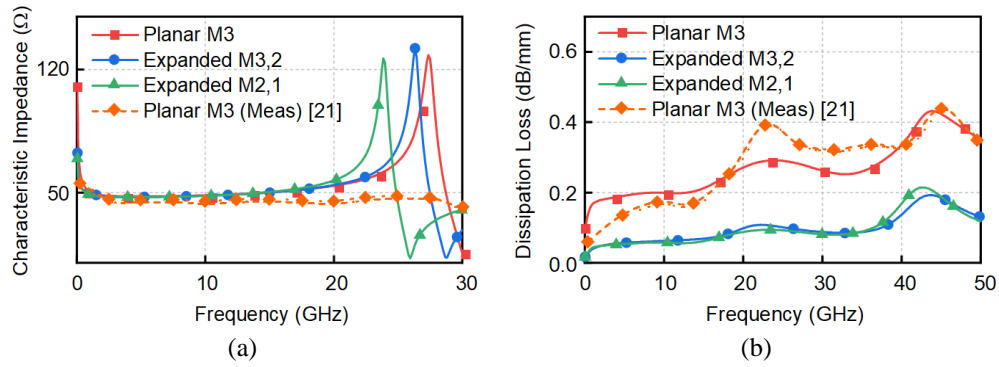 Characteristic Impedance (Ω)
120
50
Planar M3
Expanded M3,2
Expanded M2,1
Planar M3 (Meas) [21]
0
10
20
30
Frequency (GHz)
(a)
Dissipation Loss (dB/mm)
0.6
0.4
0.2
0.0
Planar M3
Expanded M3,2
Expanded M2,1
Planar M3 (Meas) [21]
0
10
20
30
40
50
Frequency (GHz)
(b)